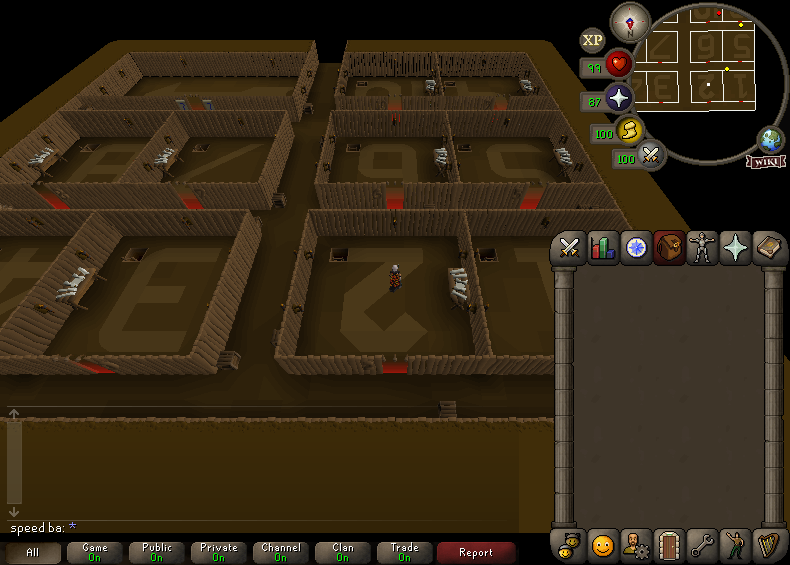 XP
99
87
100
100
WIKI
N
speed ba: *
All
Game
On
Public
On
Private
On
Channel
On
Clan
On
Trade
On
Report